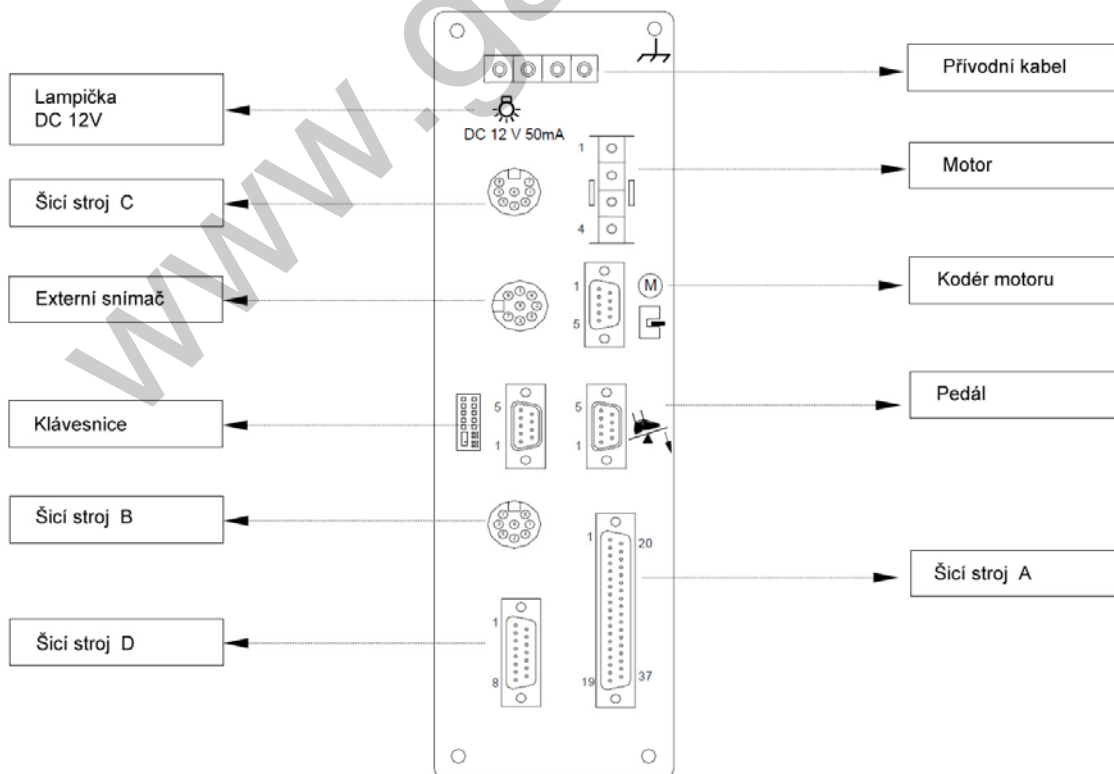 www.g
Přívodní kabel
Lampička
DC 12V
DC 12 V 50mA
1
4
Motor
Šicí stroj C
Externí snímač
1
5
M
Kodér motoru
Klávesnice
5
1
5
1
Pedál
Šicí stroj B
1
20
19
37
Šicí stroj A
Šicí stroj D
1
8